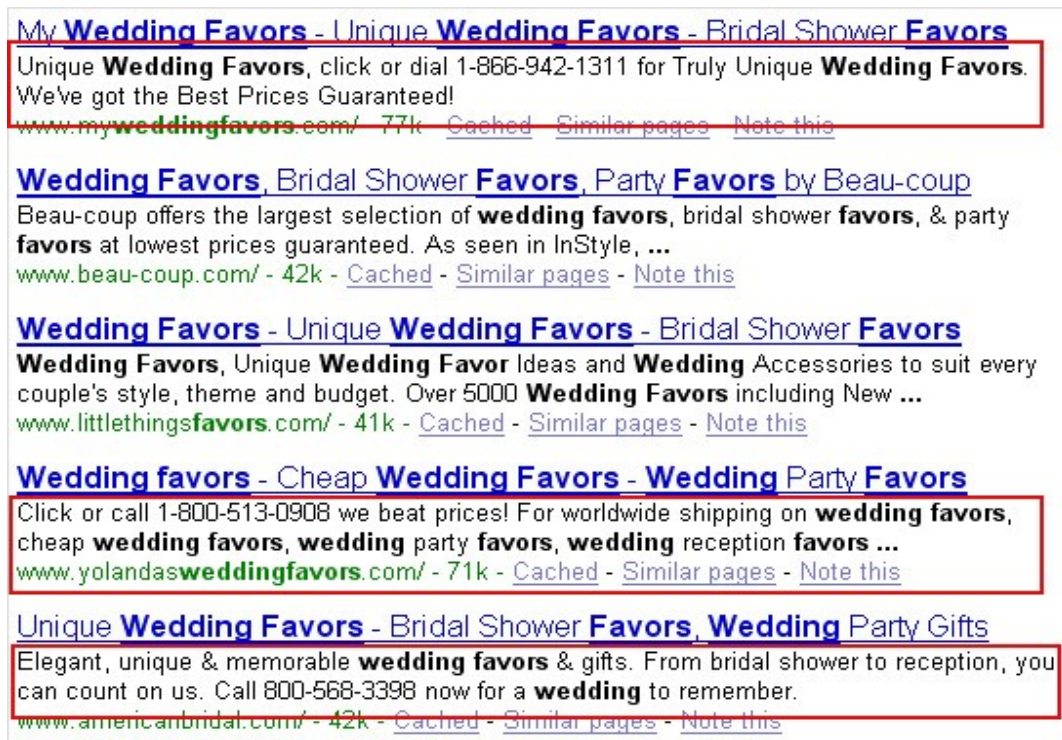 My Wedding Favors - Unique Wedding Favors - Bridal Shower Favors
Unique Wedding Favors, click or dial 1-866-942-1311 for Truly Unique Wedding Favors.
We've got the Best Prices Guaranteed!
www.myweddingfavors.com/ - 77k - Cached - Similar pages - Note this
Wedding Favors, Bridal Shower Favors, Party Favors by Beau-coup
Beau-coup offers the largest selection of wedding favors, bridal shower favors, & party
favors at lowest prices guaranteed. As seen in InStyle, ...
www.beau-coup.com/ - 42k - Cached - Similar pages - Note this
Wedding Favors - Unique Wedding Favors - Bridal Shower Favors
Wedding Favors, Unique Wedding Favor Ideas and Wedding Accessories to suit every
couple's style, theme and budget. Over 5000 Wedding Favors including New ...
www.littlethingsfavors.com/ - 41k - Cached - Similar pages - Note this
Wedding favors - Cheap Wedding Favors - Wedding Party Favors
Click or call 1-800-513-0908 we beat prices! For worldwide shipping on wedding favors,
cheap wedding favors, wedding party favors, wedding reception favors ...
www.yolandasweddingfavors.com/ - 71k - Cached - Similar pages - Note this
Unique Wedding Favors - Bridal Shower Favors, Wedding Party Gifts
Elegant, unique & memorable wedding favors & gifts. From bridal shower to reception, you
can count on us. Call 800-568-3398 now for a wedding to remember.
www.americanbridal.com/ - 42k - Cached - Similar pages - Note this